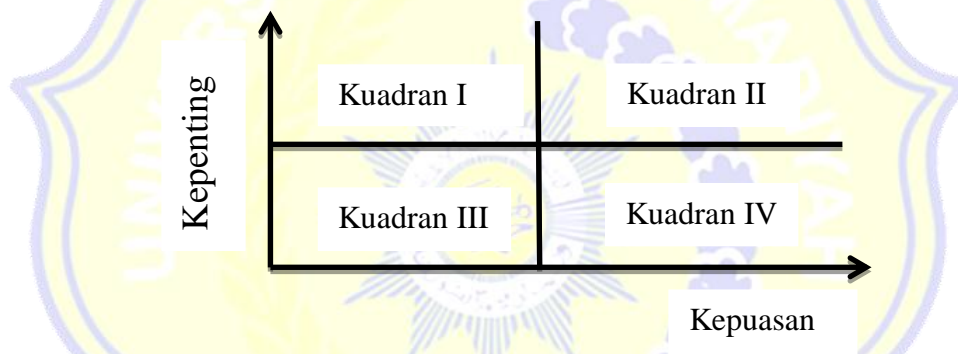 Kuadran I
Kuadran II
Kepenting
Kuadran III
Kuadran IV
Kepuasan